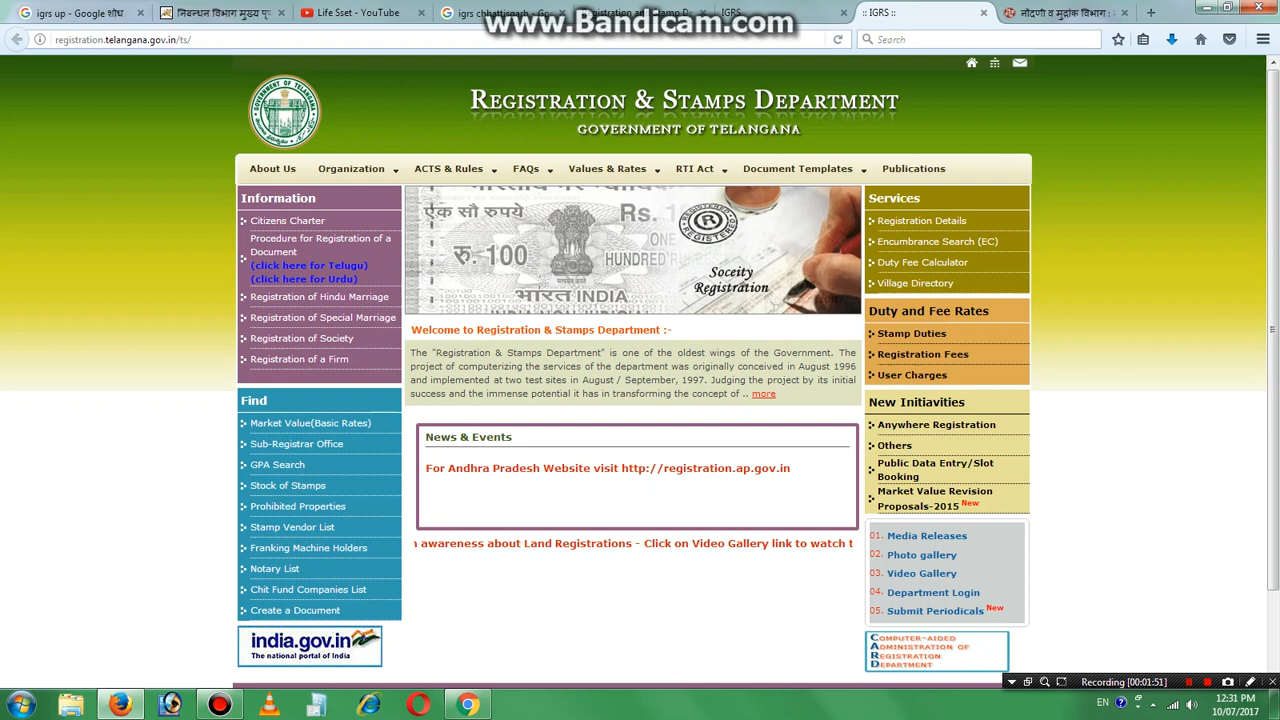 www.Bandicam.com
igrs chhattisgarh - Go...
:: IGRS
registration.telangana.gov.in/ts/
Search
REGISTRATION & STAMPS DEPARTMENT
GOVERNMENT OF TELANGANA
About Us
Organization
ACTS & Rules
FAQs
Values & Rates
RTI Act
Document Templates
Publications
Information
Citizens Charter
Procedure for Registration of a
Document
(click here for Telugu)
(click here for Urdu)
Registration of Hindu Marriage
Registration of Special Marriage
Registration of Society
Registration of a Firm
Find
Market Value(Basic Rates)
Sub-Registrar Office
GPA Search
Stock of Stamps
Prohibited Properties
Stamp Vendor List
Franking Machine Holders
Notary List
Chit Fund Companies List
Create a Document
india.gov.in
The national portal of India
एक सौ रुपये
रु. 100
भारत INDIA
Soceity
Registration
Welcome to Registration & Stamps Department :-
The "Registration & Stamps Department" is one of the oldest wings of the Government. The
project of computerizing the services of the department was originally conceived in August 1996
and implemented at two test sites in August / September, 1997. Judging the project by its initial
success and the immense potential it has in transforming the concept of .. more
News & Events
For Andhra Pradesh Website visit http://registration.ap.gov.in
awareness about Land Registrations - Click on Video Gallery link to watch t
Services
Registration Details
Encumbrance Search (EC)
Duty Fee Calculator
Village Directory
Duty and Fee Rates
Stamp Duties
Registration Fees
User Charges
New Initiavities
Anywhere Registration
Others
Public Data Entry/Slot
Booking
Market Value Revision
Proposals-2015 New
01. Media Releases
02. Photo gallery
03. Video Gallery
04. Department Login
05. Submit Periodicals New
COMPUTER-AIDED
ADMINISTRATION OF
REGISTRATION
DEPARTMENT
Recording [00:01:51]
EN
12:31 PM
10/07/2017